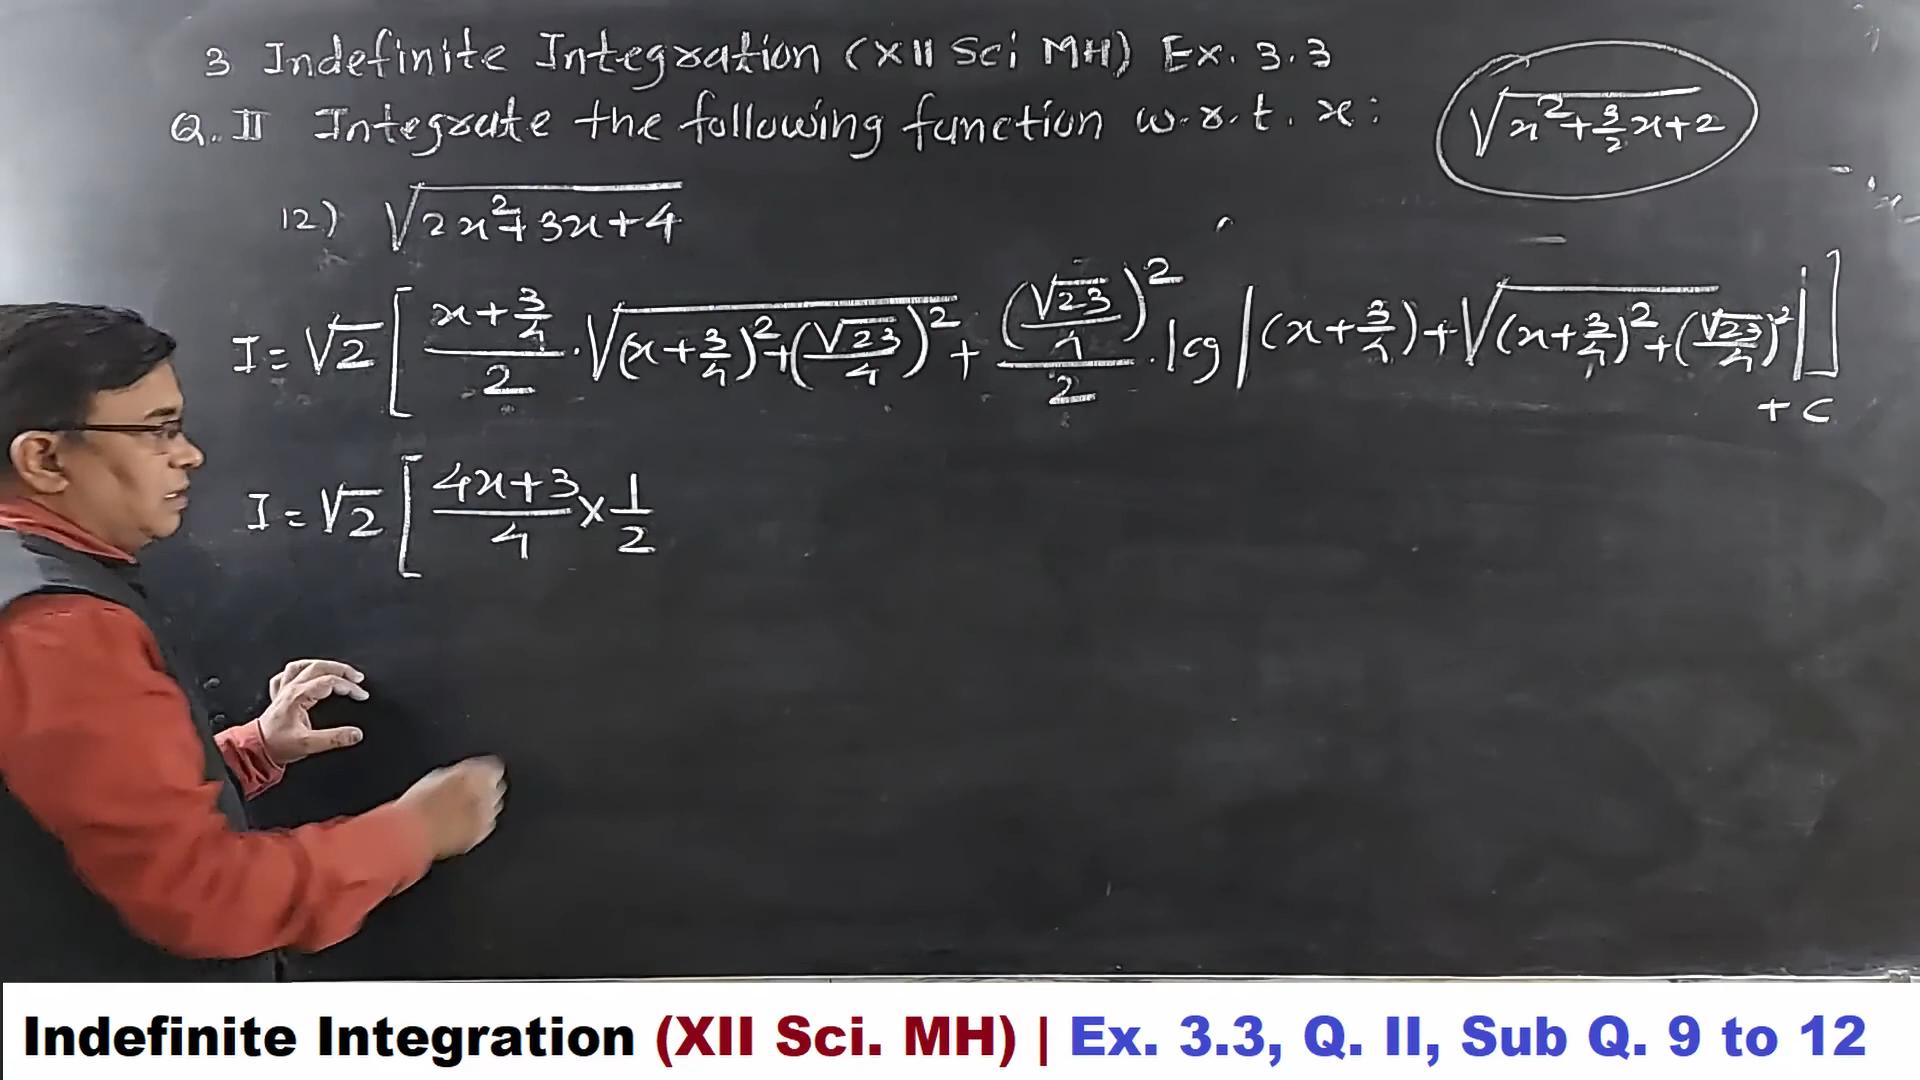 3 Indefinite Integration (XII Sci MH) Ex. 3.3
Q. II Integrate the following function w.r.t. x:
√(x²+3/2x+2)
12) √(2x²+3x+4)
I = √2 [ (x+3/4)/2 . √((x+3/4)²+(√23/4)²) + (√23/4)²/2 . log |(x+3/4)+√((x+3/4)²+(√23/4)²)| ]
+ c
I = √2 [ (4x+3)/4 × 1/2
Indefinite Integration (XII Sci. MH) | Ex. 3.3, Q. II, Sub Q. 9 to 12